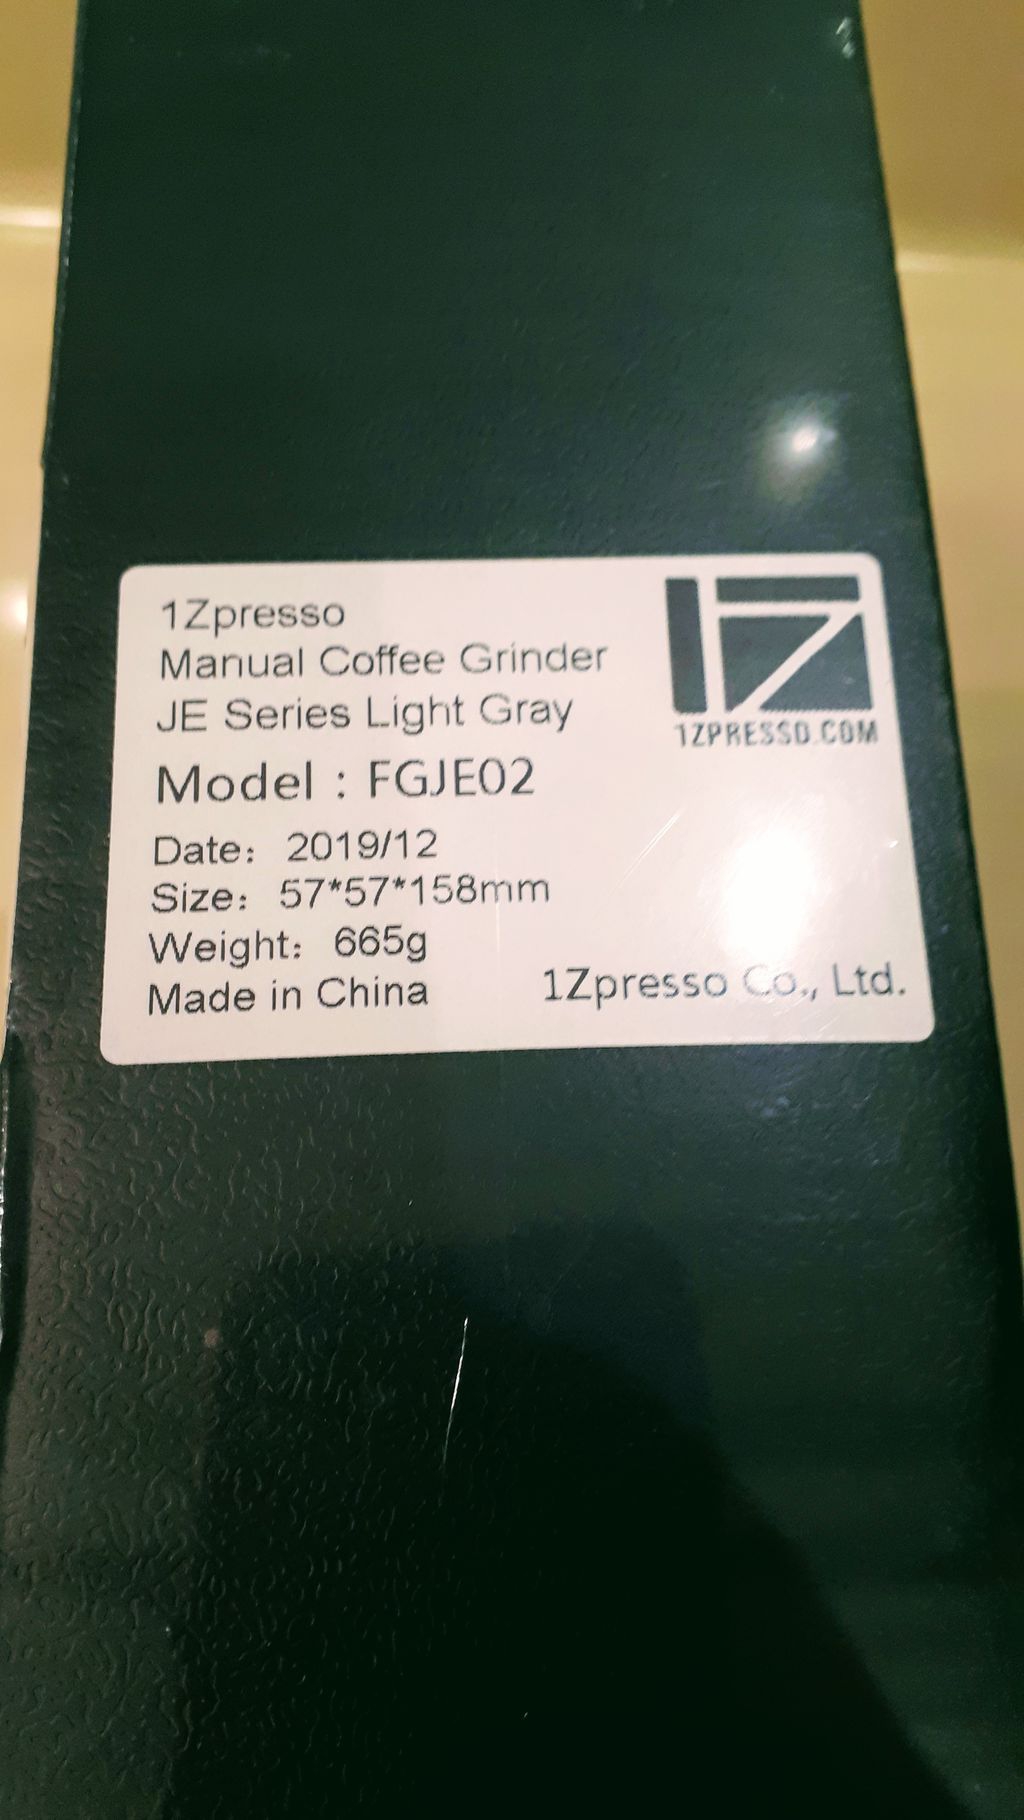 1Zpresso
Manual Coffee Grinder
JE Series Light Gray
1ZPRESSO.COM
Model : FGJE02
Date: 2019/12
Size: 57*57*158mm
Weight: 665g
Made in China
1Zpresso Co., Ltd.